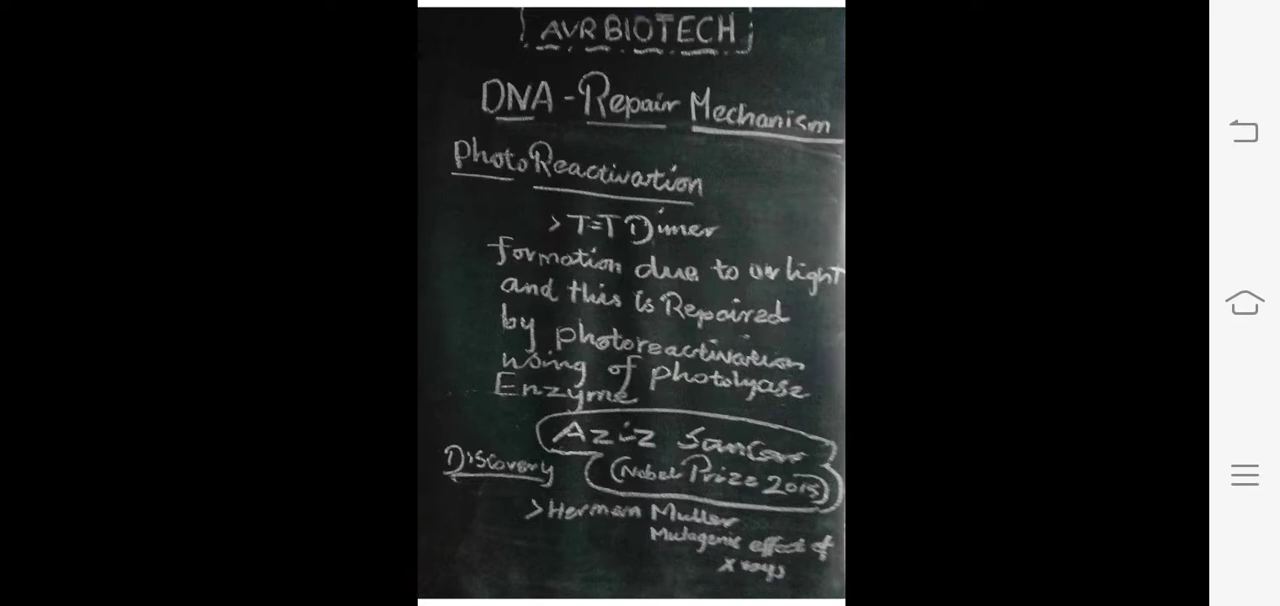 AVR BIOTECH
DNA - Repair Mechanism
Photo Reactivation
> T=T Dimer
formation due to uv light
and this is Repaired
by photoreactivation
using of photolyase
Enzyme
Aziz Sancar
Discovery (Nobel Prize 2015)
> Herman Muller
Mutagenic effect of
X rays